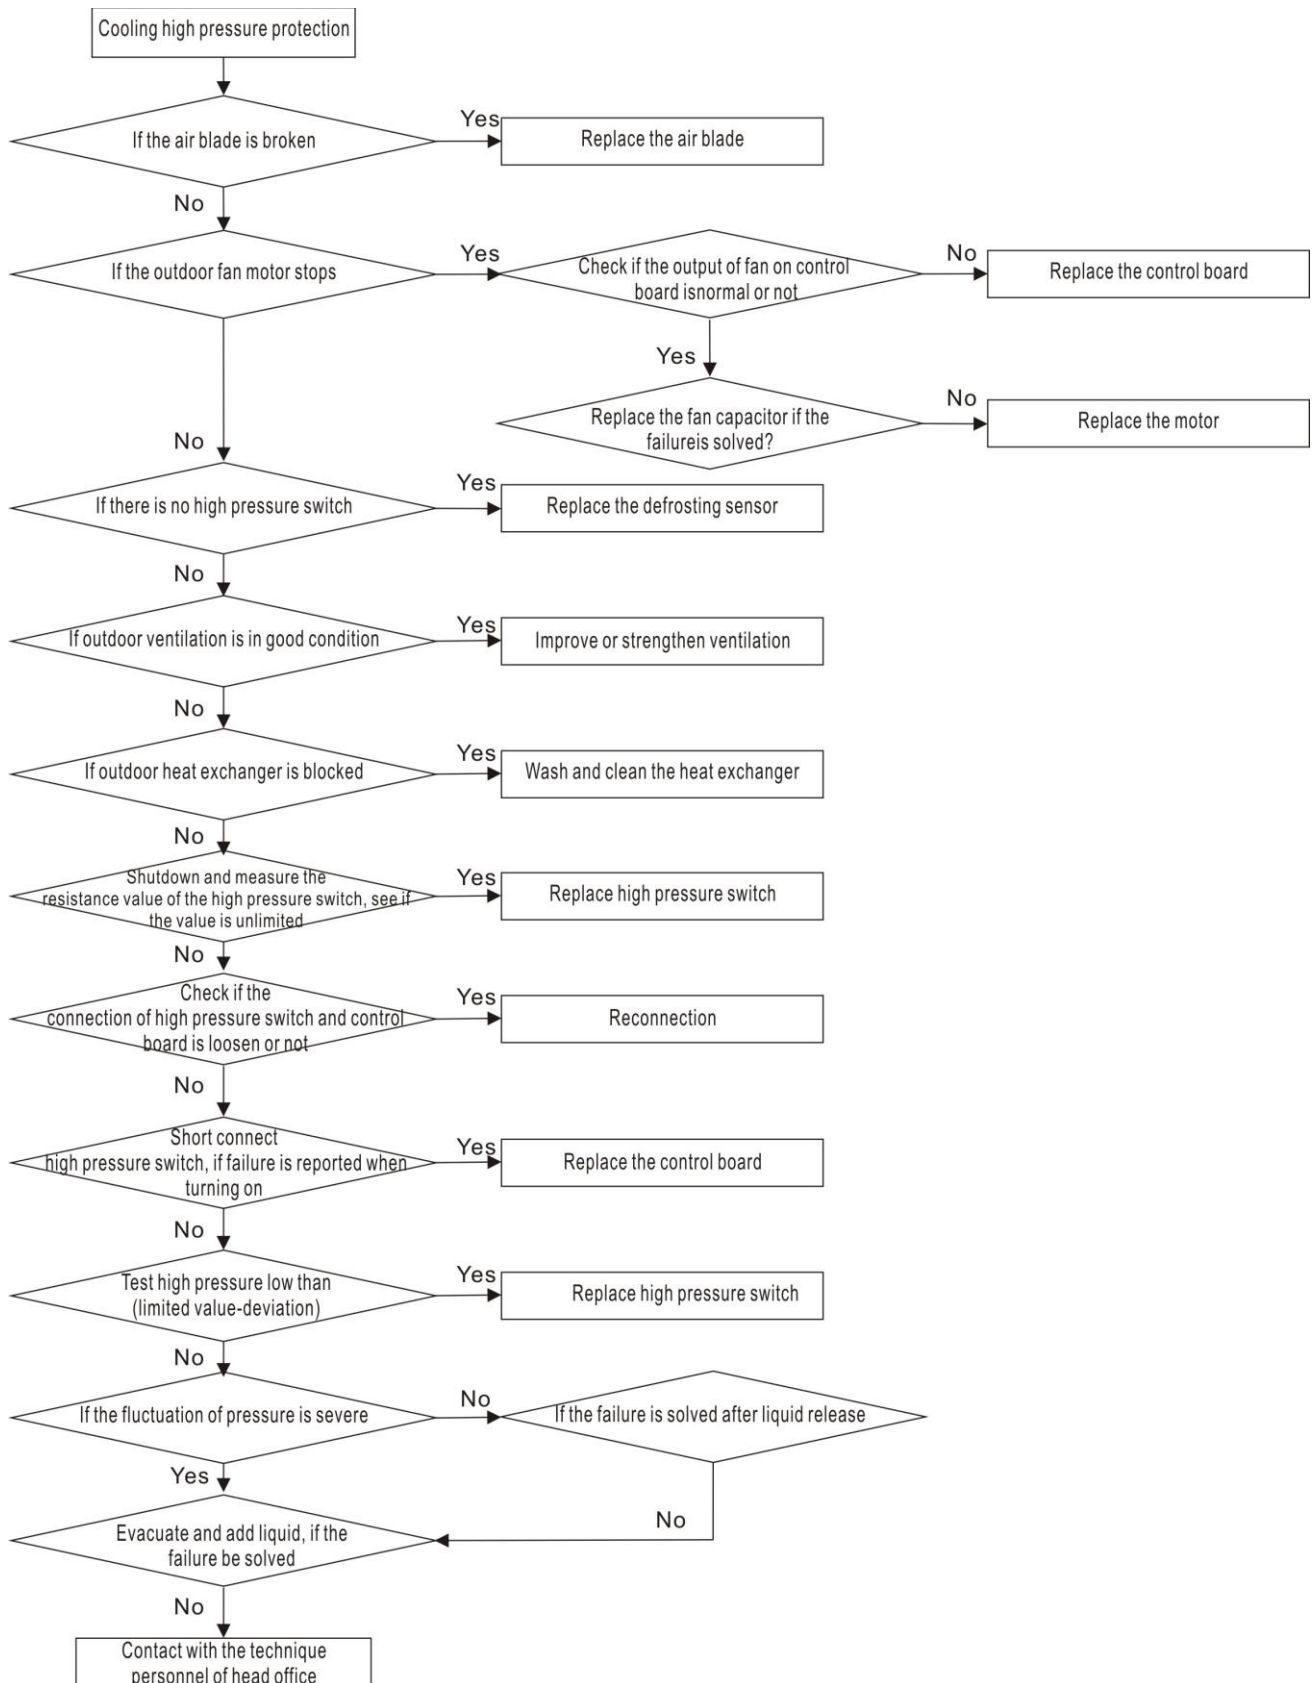 Cooling high pressure protection
If the air blade is broken
Yes
Replace the air blade
No
If the outdoor fan motor stops
Yes
Check if the output of fan on control
board isnormal or not
No
Replace the control board
Yes
Replace the fan capacitor if the
failureis solved?
No
Replace the motor
No
If there is no high pressure switch
Yes
Replace the defrosting sensor
No
If outdoor ventilation is in good condition
Yes
Improve or strengthen ventilation
No
If outdoor heat exchanger is blocked
Yes
Wash and clean the heat exchanger
No
Shutdown and measure the
resistance value of the high pressure switch, see if
the value is unlimited
Yes
Replace high pressure switch
No
Check if the
connection of high pressure switch and control
board is loosen or not
Yes
Reconnection
No
Short connect
high pressure switch, if failure is reported when
turning on
Yes
Replace the control board
No
Test high pressure low than
(limited value-deviation)
Yes
Replace high pressure switch
No
If the fluctuation of pressure is severe
No
If the failure is solved after liquid release
Yes
No
Evacuate and add liquid, if the
failure be solved
No
Contact with the technique
personnel of head office